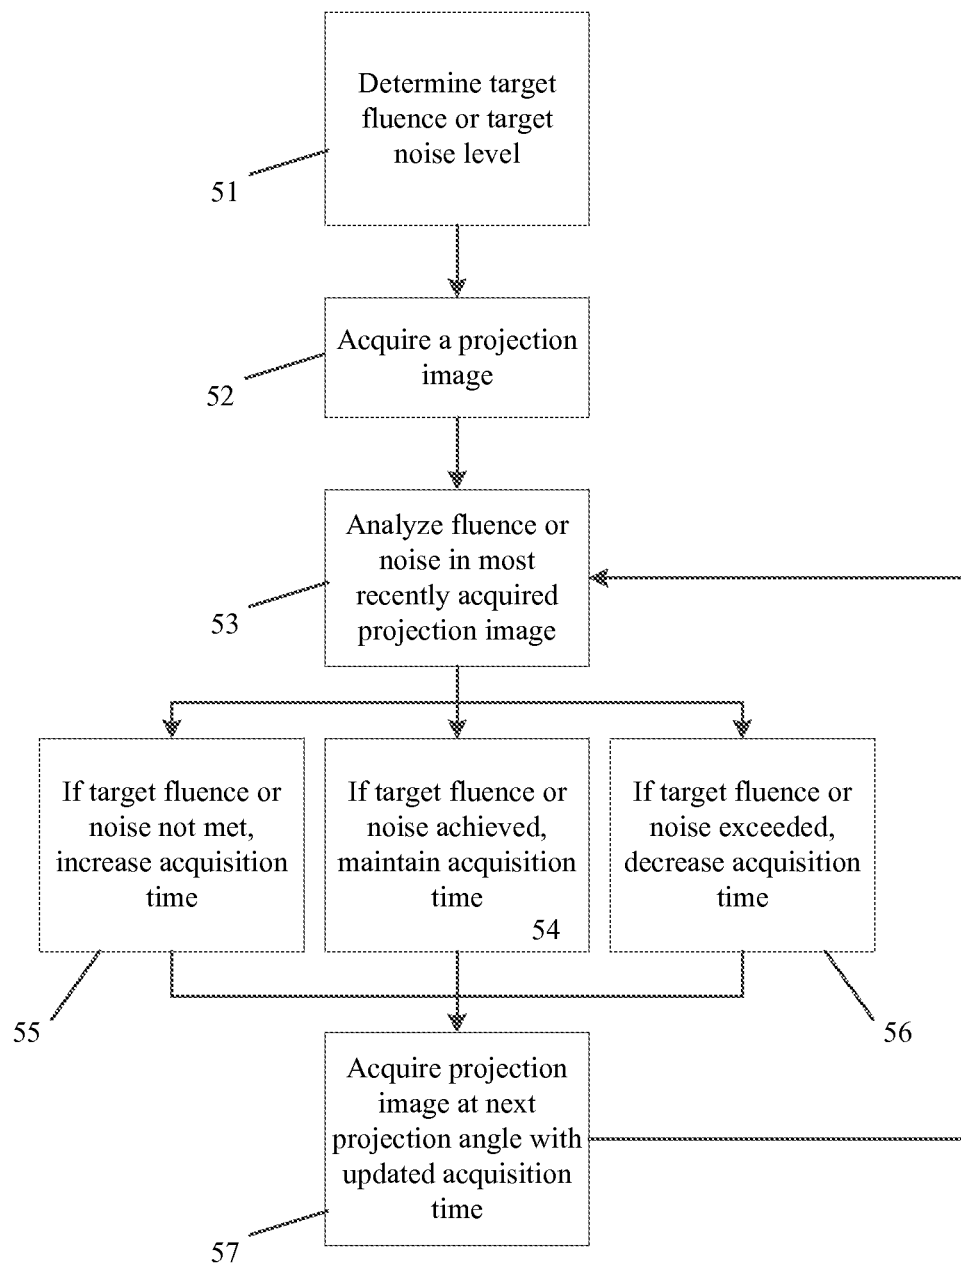 Determine target
fluence or target
noise level
51
Acquire a projection
image
52
Analyze fluence or
noise in most
recently acquired
projection image
53
If target fluence or
noise not met,
increase acquisition
time
55
If target fluence or
noise achieved,
maintain acquisition
time
54
If target fluence or
noise exceeded,
decrease acquisition
time
56
Acquire projection
image at next
projection angle with
updated acquisition
time
57